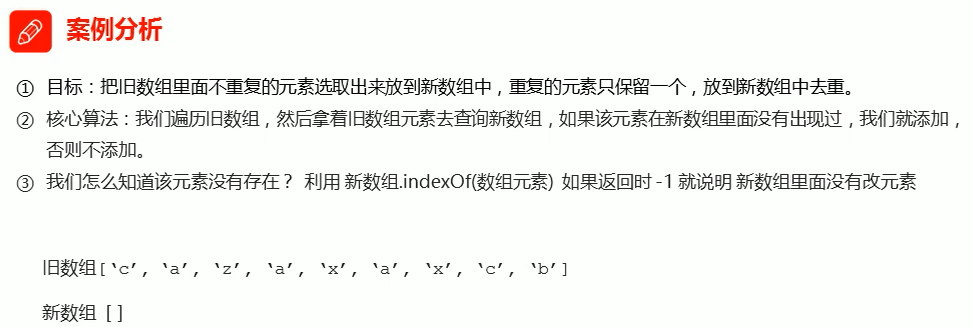 案例分析
① 目标：把旧数组里面不重复的元素选取出来放到新数组中，重复的元素只保留一个，放到新数组中去重。
② 核心算法：我们遍历旧数组，然后拿着旧数组元素去查询新数组，如果该元素在新数组里面没有出现过，我们就添加，
否则不添加。
③ 我们怎么知道该元素没有存在？ 利用 新数组.indexOf(数组元素) 如果返回时 -1 就说明 新数组里面没有改元素
旧数组[‘c’, ‘a’, ‘z’, ‘a’, ‘x’, ‘a’, ‘x’, ‘c’, ‘b’]
新数组 [ ]